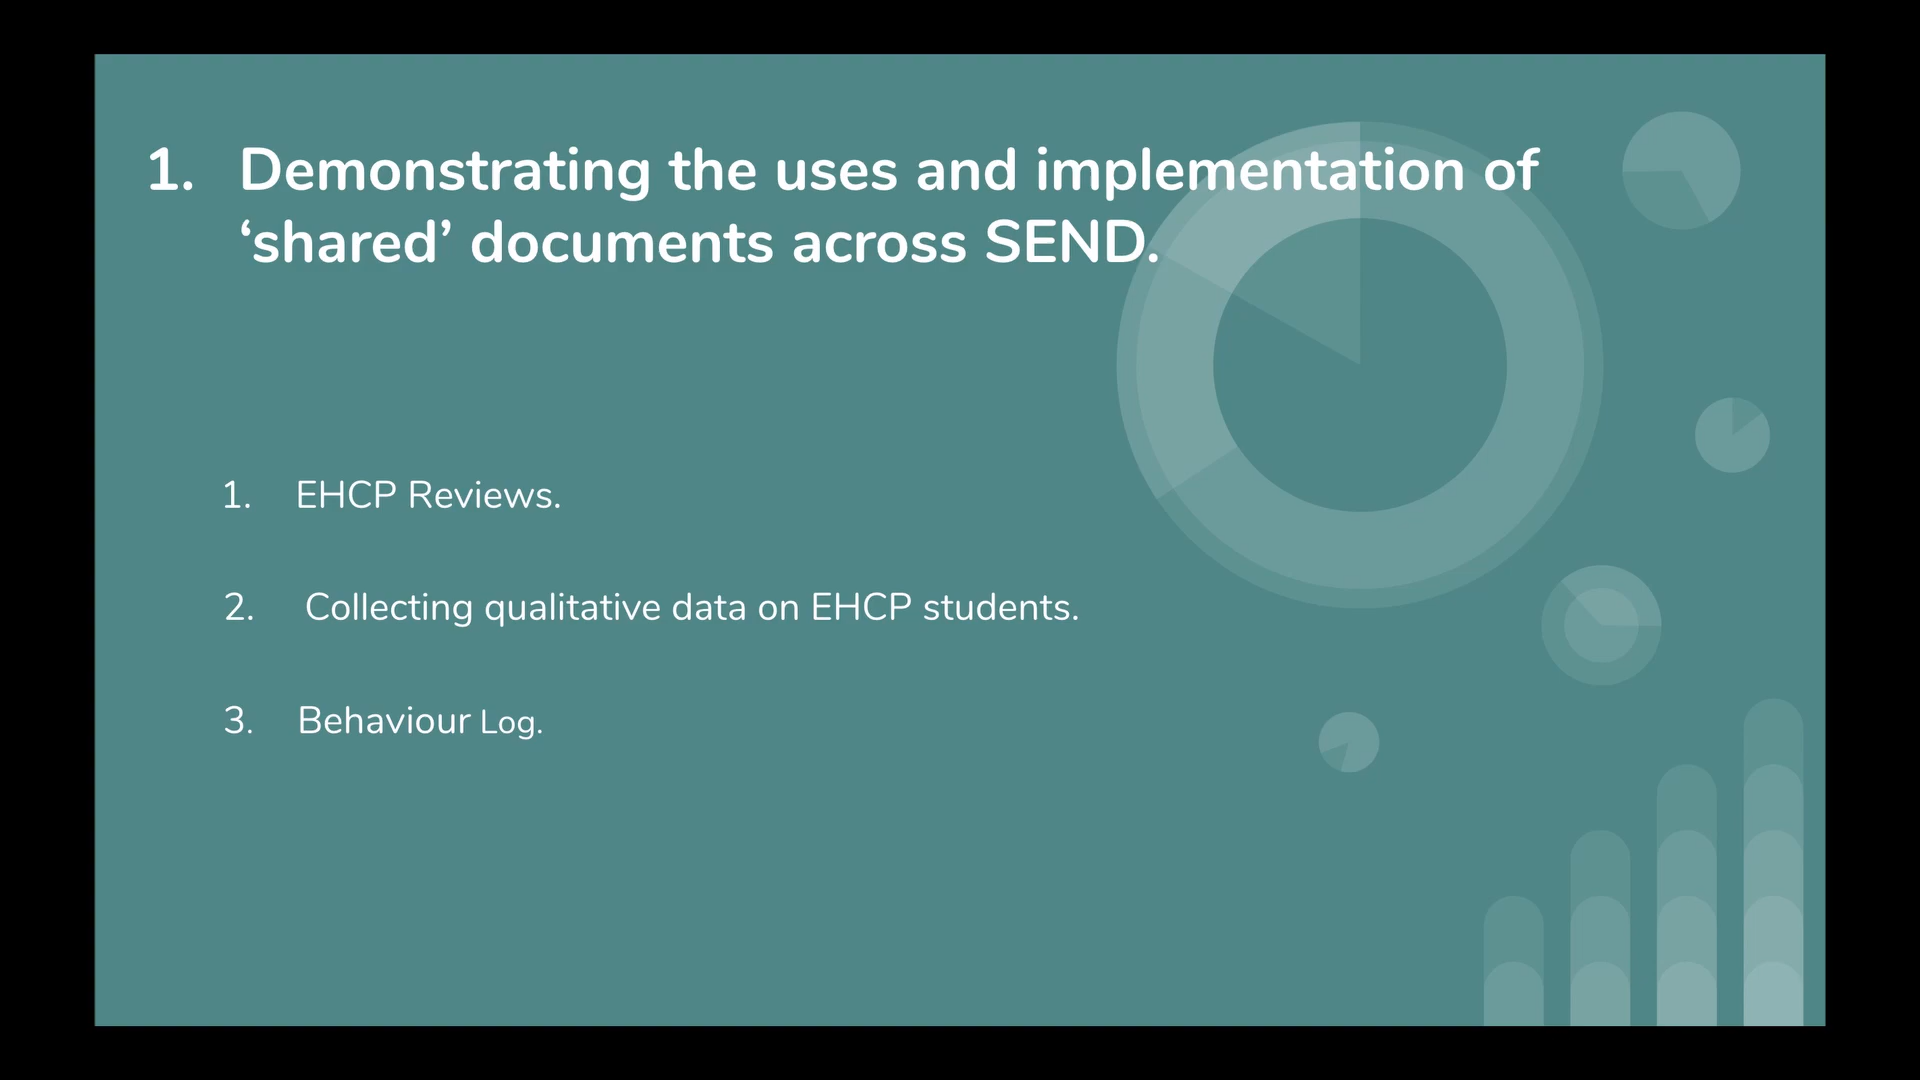 1. Demonstrating the uses and implementation of
‘shared’ documents across SEND.
1. EHCP Reviews.
2. Collecting qualitative data on EHCP students.
3. Behaviour Log.